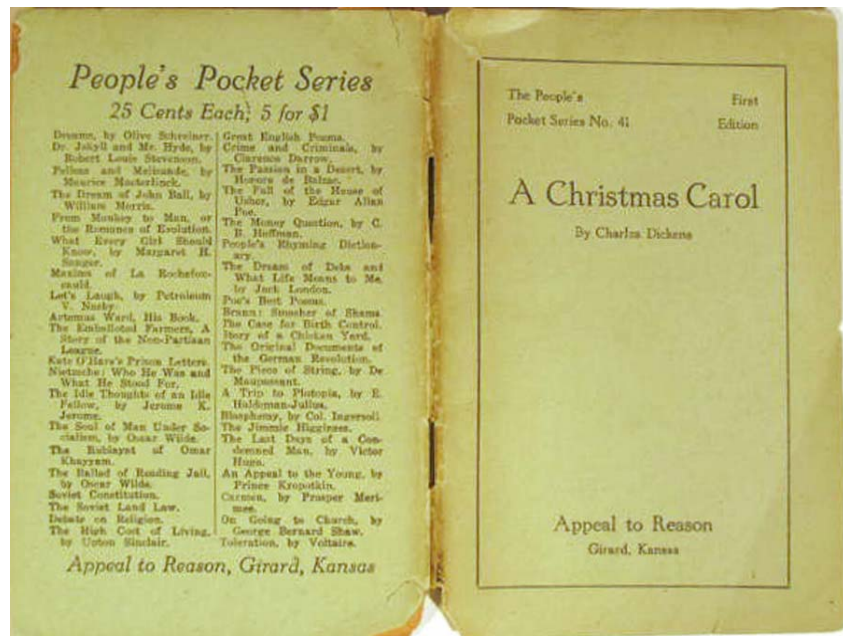 People's Pocket Series
25 Cents Each; 5 for $1
Dreams, by Olive Schreiner.
Dr. Jekyll and Mr. Hyde, by
Robert Louis Stevenson.
Pelleas and Melisande, by
Maurice Maeterlinck.
The Dream of John Ball, by
William Morris.
From Monkey to Man, or
the Romance of Evolution.
What Every Girl Should
Know, by Margaret H.
Sanger.
Maxims of La Rochefou-
cauld.
Let's Laugh, by Petroleum
V. Nasby.
Artemus Ward, His Book.
The Embattled Farmers, A
Story of the Non-Partisan
League.
Kate O'Hare's Prison Letters.
Nietzsche: Who He Was and
What He Stood For.
The Idle Thoughts of an Idle
Fellow, by Jerome K.
Jerome.
The Soul of Man Under So-
cialism, by Oscar Wilde.
The Rubaiyat of Omar
Khayyam.
The Ballad of Reading Jail,
by Oscar Wilde.
Soviet Constitution.
The Soviet Land Law.
Debate on Religion.
The High Cost of Living,
by Upton Sinclair.
Great English Poems.
Crime and Criminals, by
Clarence Darrow.
The Passion in a Desert, by
Honore de Balzac.
The Fall of the House of
Usher, by Edgar Allan
Poe.
The Money Question, by C.
B. Hoffman.
People's Rhyming Diction-
ary.
The Dream of Debs and
What Life Means to Me,
by Jack London.
Poe's Best Poems.
Brann: Smasher of Shams
The Case for Birth Control.
Story of a Chicken Yard.
The Original Documents of
the German Revolution.
The Piece of String, by De
Maupassant.
A Trip to Plutopia, by E.
Haldeman-Julius.
Blasphemy, by Col. Ingersoll.
The Jimmie Higginses.
The Last Days of a Con-
demned Man, by Victor
Hugo.
An Appeal to the Young, by
Prince Kropotkin.
Carmen, by Prosper Meri-
mee.
On Going to Church, by
George Bernard Shaw.
Toleration, by Voltaire.
Appeal to Reason, Girard, Kansas
The People's First
Pocket Series No. 41 Edition
A Christmas Carol
By Charles Dickens
Appeal to Reason
Girard, Kansas